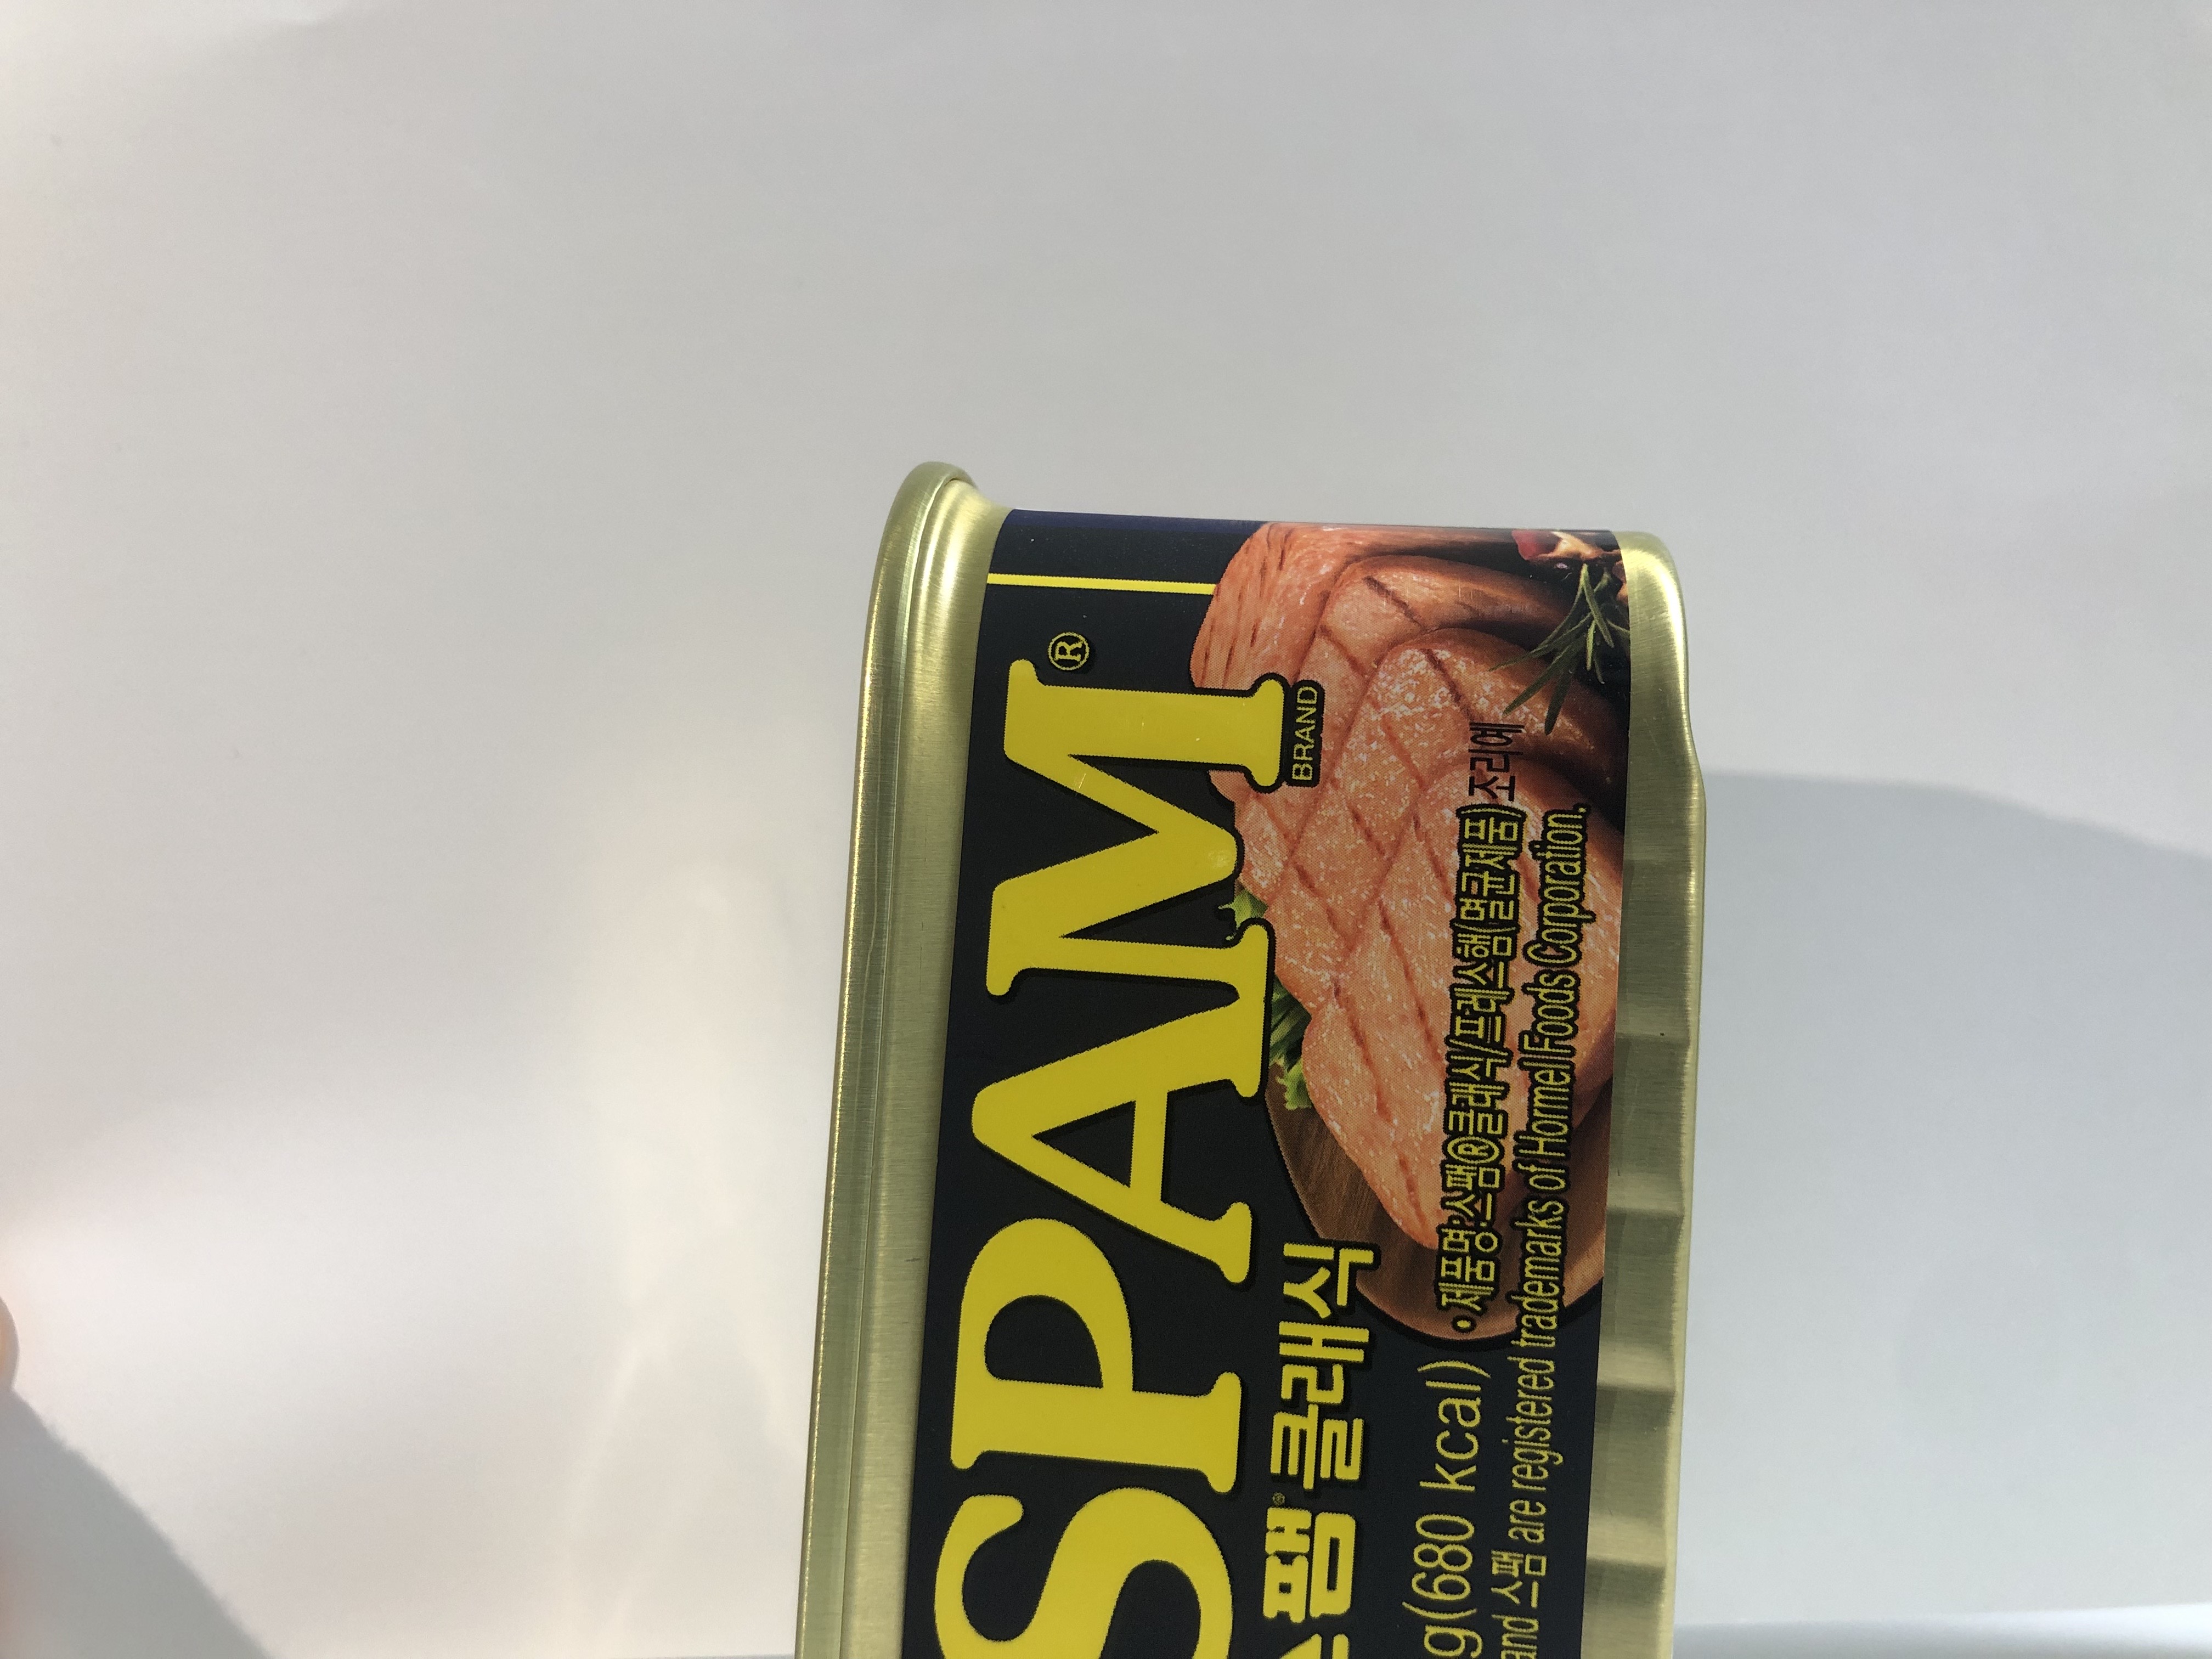 SPAM®
BRAND
스팸® 클래식
g(680 kcal) • 제품명:스팸®클래식/프레스햄(멸균제품) 조리예
and 스팸 are registered trademarks of Hormel Foods Corporation.